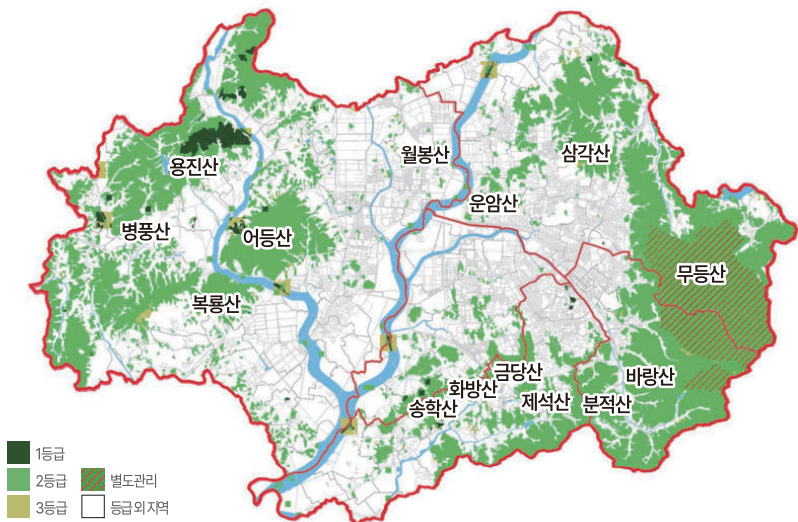 월봉산
삼각산
용진산
운암산
병풍산
어등산
무등산
복룡산
금당산
바랑산
화방산
송학산
제석산
분적산
1등급
2등급
별도관리
3등급
등급외지역